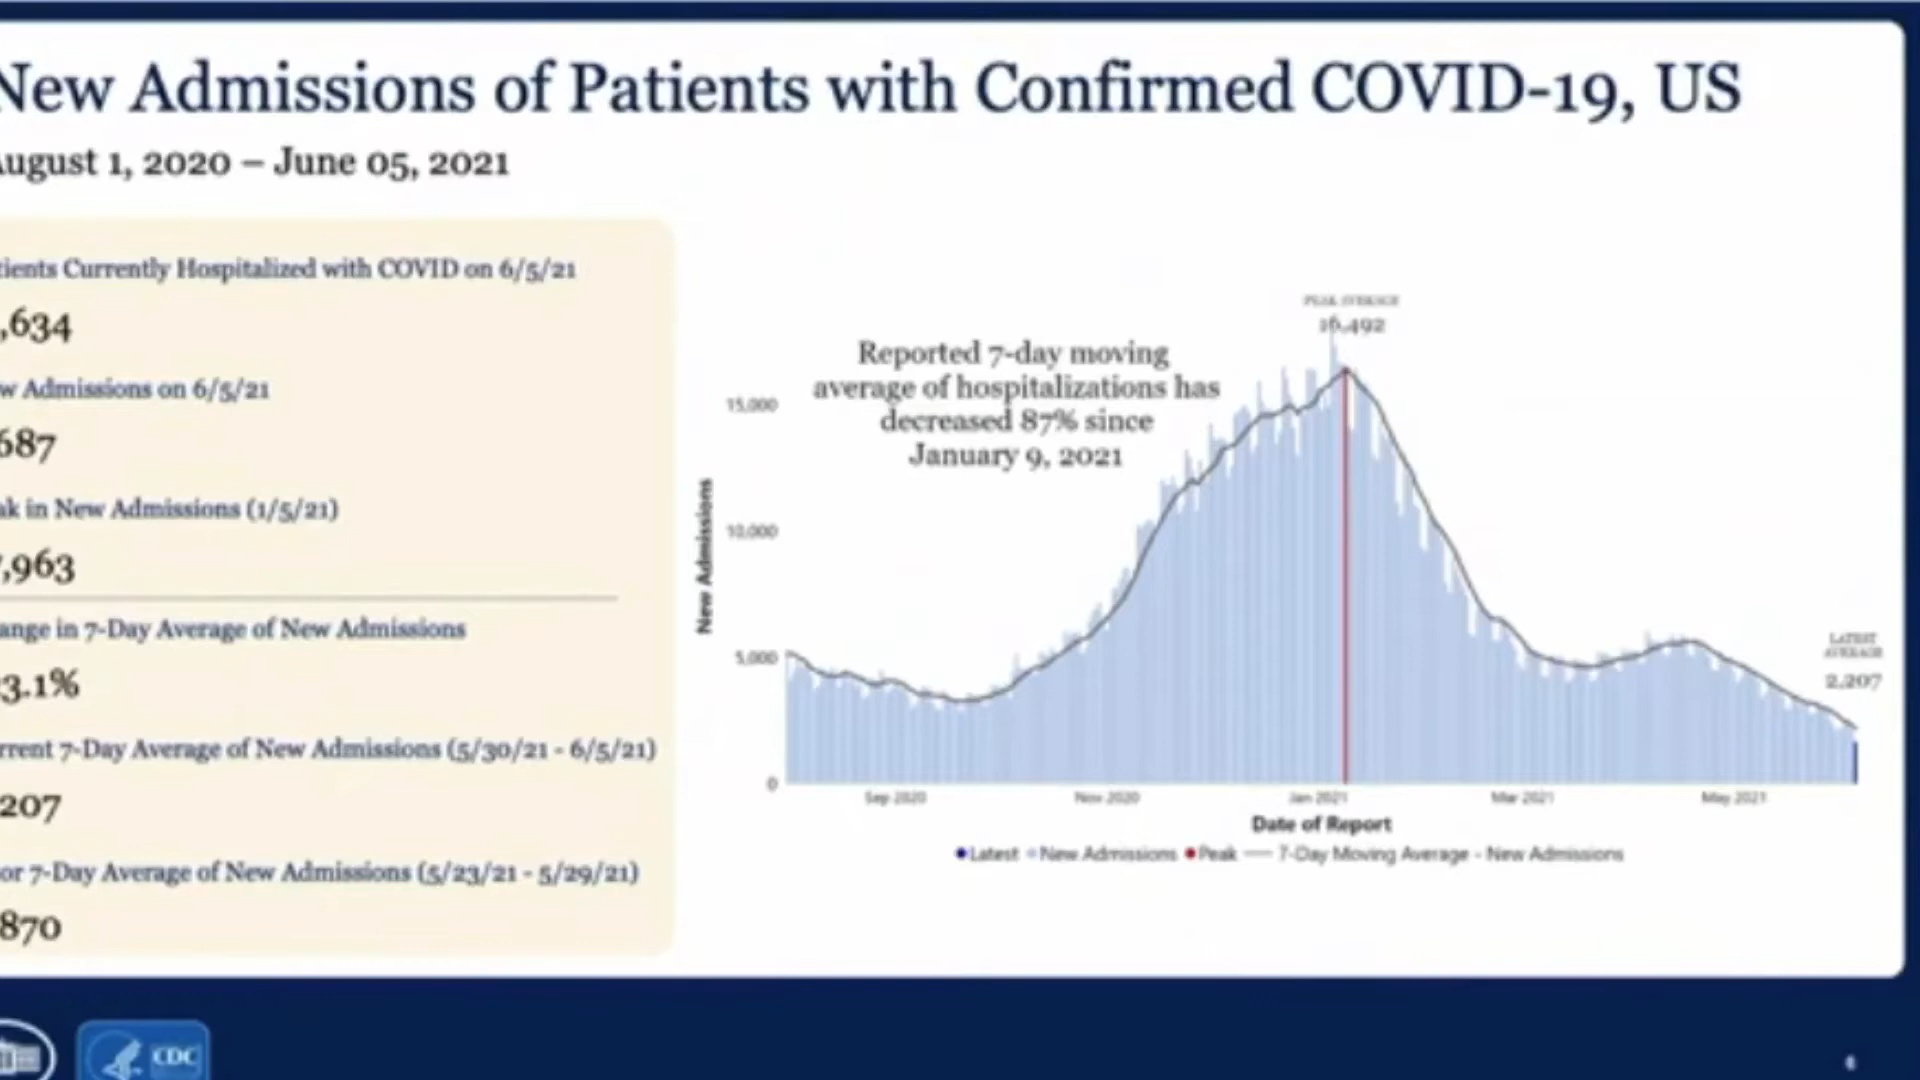 New Admissions of Patients with Confirmed COVID-19, US
August 1, 2020 – June 05, 2021
tients Currently Hospitalized with COVID on 6/5/21
,634
w Admissions on 6/5/21
687
ak in New Admissions (1/5/21)
,963
ange in 7-Day Average of New Admissions
3.1%
rrent 7-Day Average of New Admissions (5/30/21 - 6/5/21)
207
or 7-Day Average of New Admissions (5/23/21 - 5/29/21)
870
PEAK AVERAGE
16,492
Reported 7-day moving
average of hospitalizations has
decreased 87% since
January 9, 2021
New Admissions
15,000
10,000
5,000
0
LATEST
AVERAGE
2,207
Sep 2020 Nov 2020 Jan 2021 Mar 2021 May 2021
Date of Report
Latest New Admissions Peak 7-Day Moving Average - New Admissions
CDC